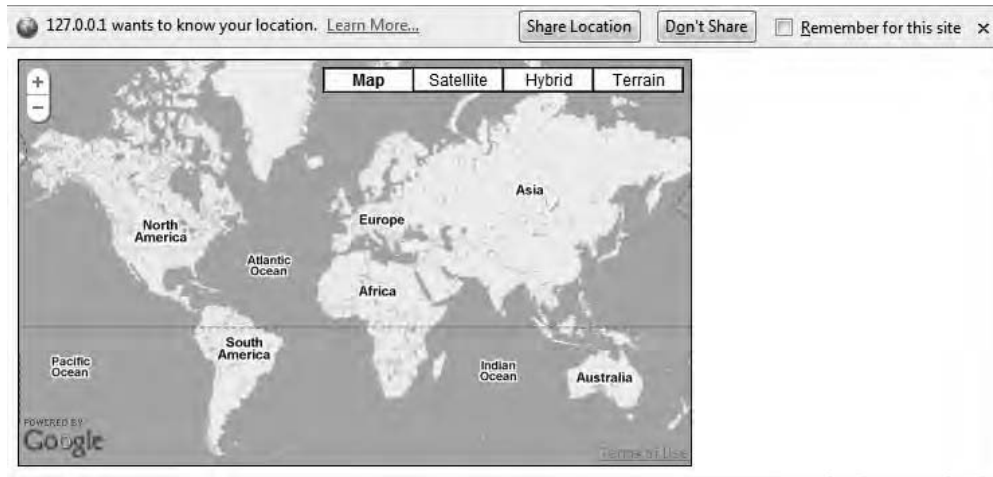 127.0.0.1 wants to know your location. Learn More...
Share Location
Don't Share
Remember for this site
×
+
−
Map
Satellite
Hybrid
Terrain
Asia
Europe
North
America
Atlantic
Ocean
Africa
South
America
Pacific
Ocean
Indian
Ocean
Australia
POWERED BY
Google
Terms of Use